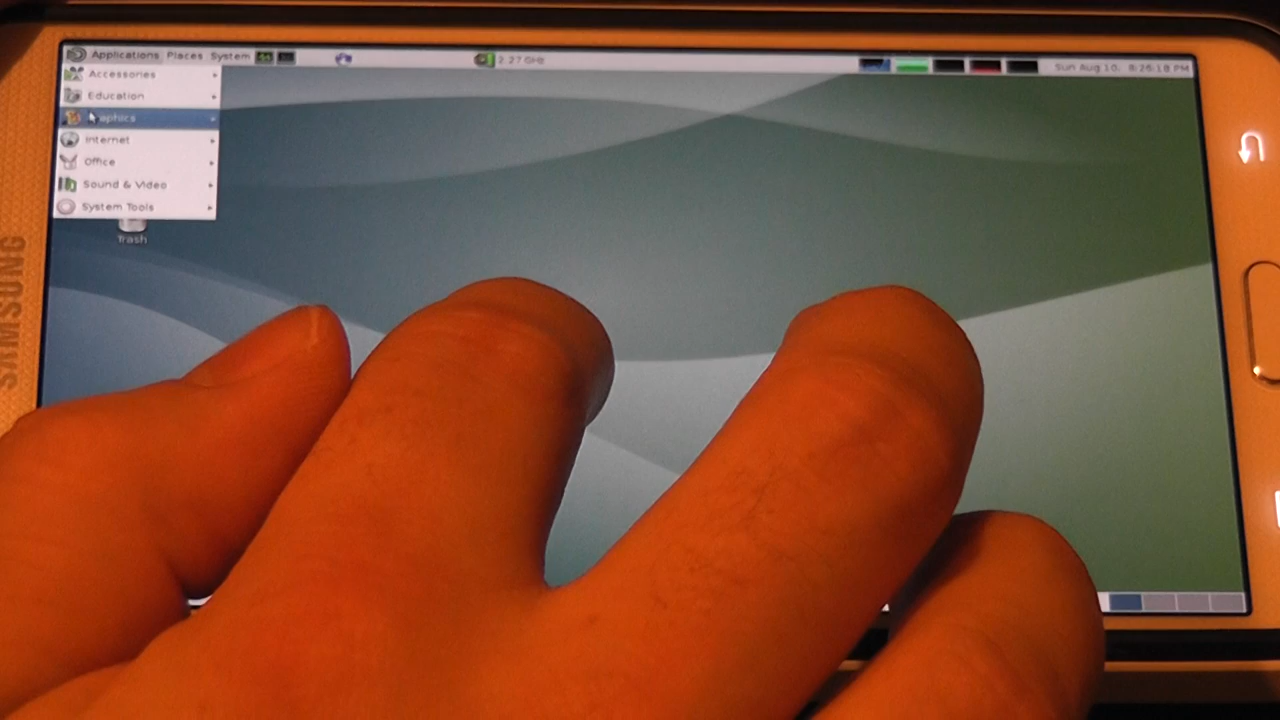 Applications Places System 2.27 GHz Sun Aug 10, 8:26:18 PM
Accessories
Education
Graphics
Internet
Office
Sound & Video
System Tools
Trash
SAMSUNG